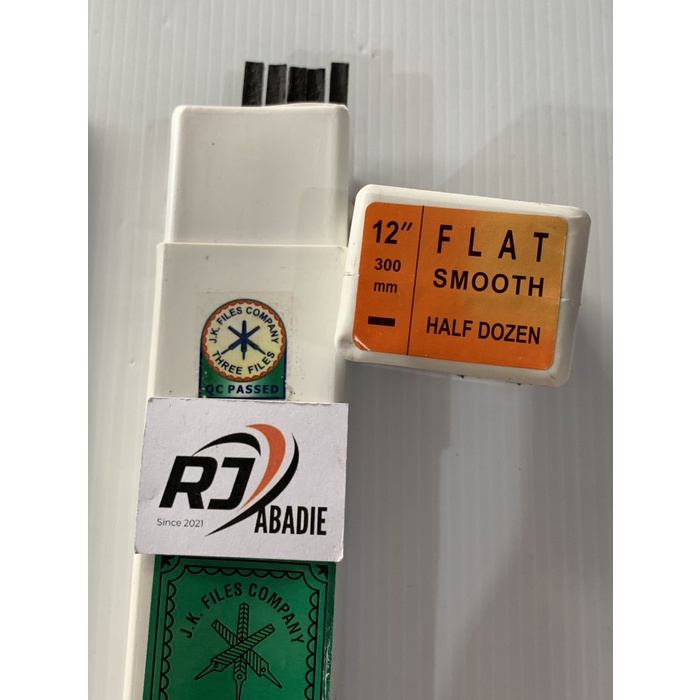 12"
300
mm
FLAT
SMOOTH
HALF DOZEN
J.K. FILES COMPANY
THREE FILES
QC PASSED
RJ
ABADIE
Since 2021
J.K. FILES COMPANY